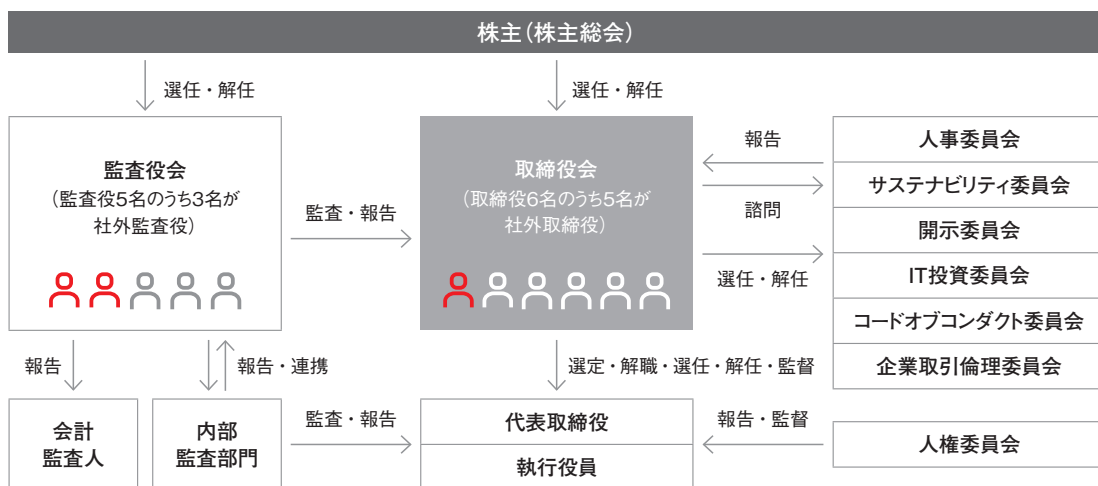 株主(株主総会)
選任・解任
選任・解任
監査役会
(監査役5名のうち3名が
社外監査役)
監査・報告
取締役会
(取締役6名のうち5名が
社外取締役)
報告
諮問
選任・解任
人事委員会
サステナビリティ委員会
開示委員会
IT投資委員会
コードオブコンダクト委員会
企業取引倫理委員会
報告
報告・連携
選定・解職・選任・解任・監督
会計
監査人
内部
監査部門
監査・報告
代表取締役
執行役員
報告・監督
人権委員会